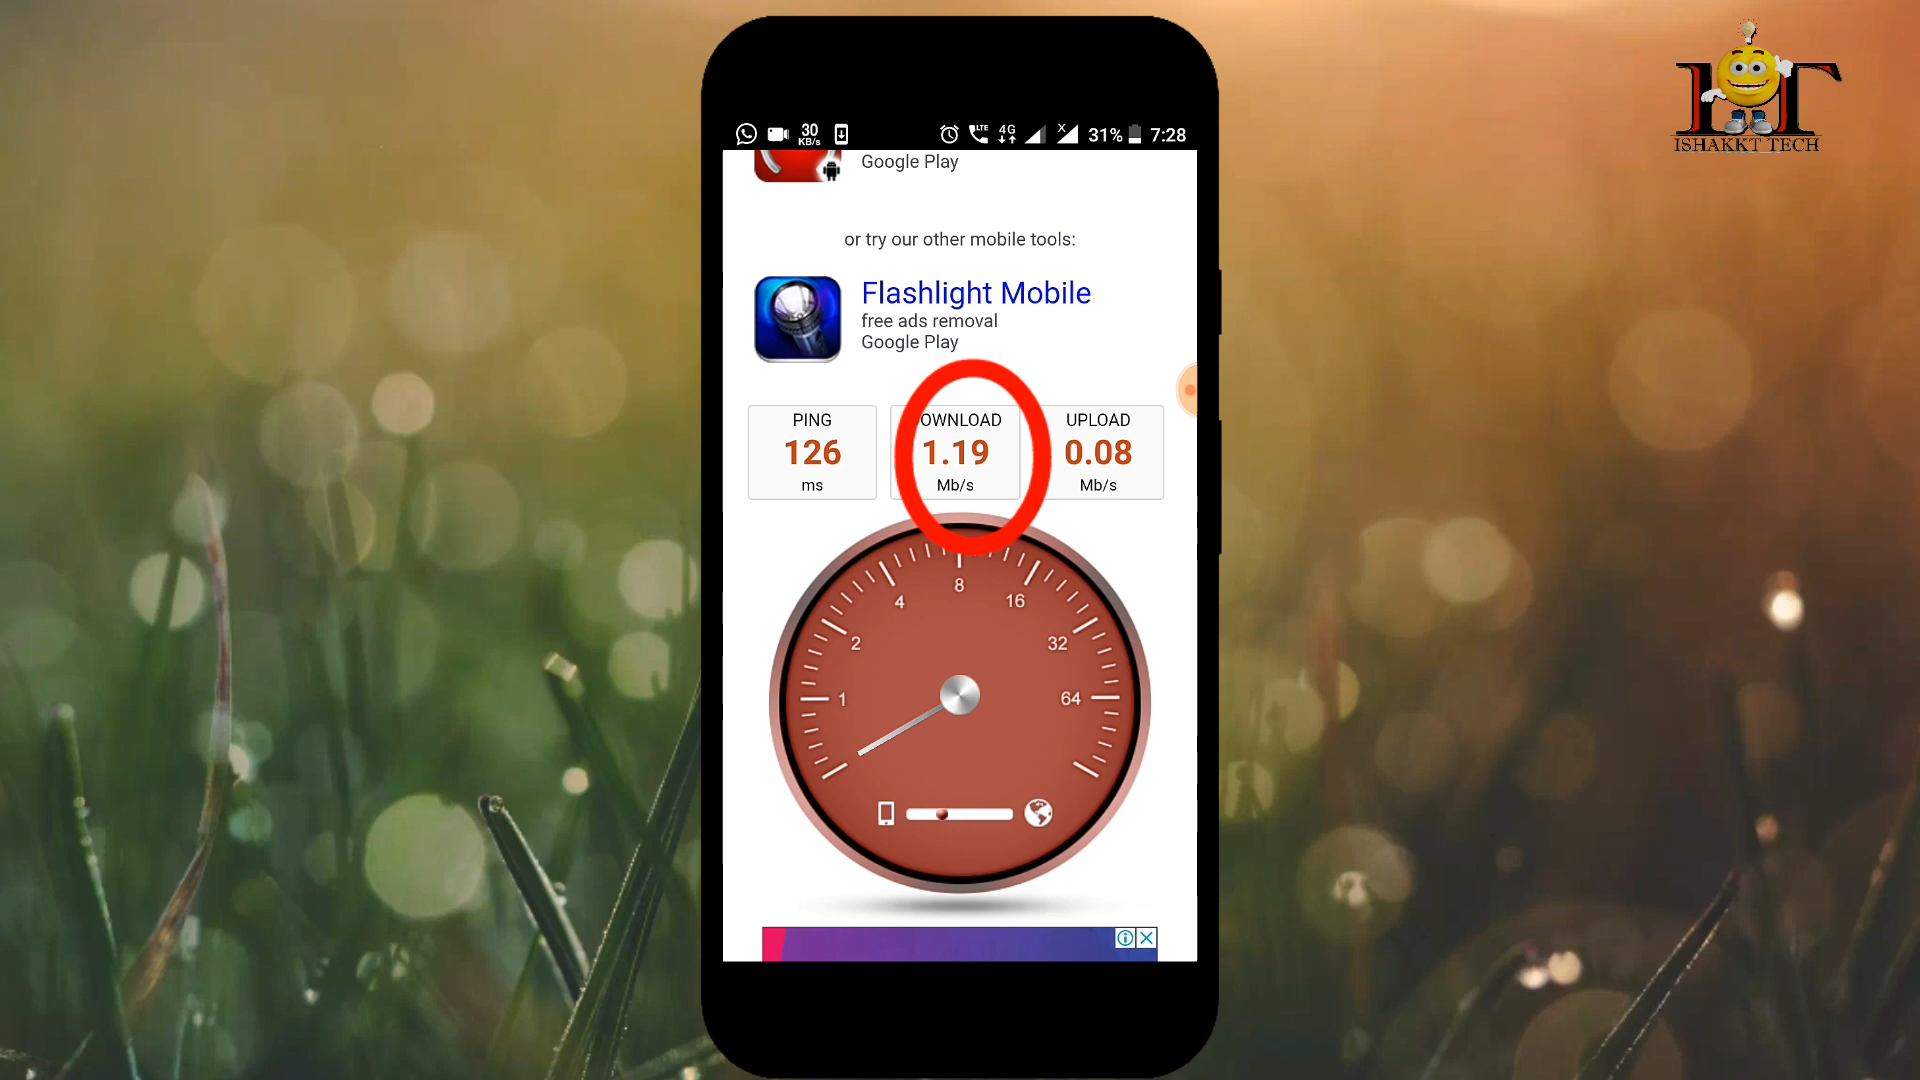 30
KB/s
LTE
4G
X
31%
7:28
Google Play
or try our other mobile tools:
Flashlight Mobile
free ads removal
Google Play
PING
126
ms
OWNLOAD
1.19
Mb/s
UPLOAD
0.08
Mb/s
1
2
4
8
16
32
64
IT
ISHAKKT TECH